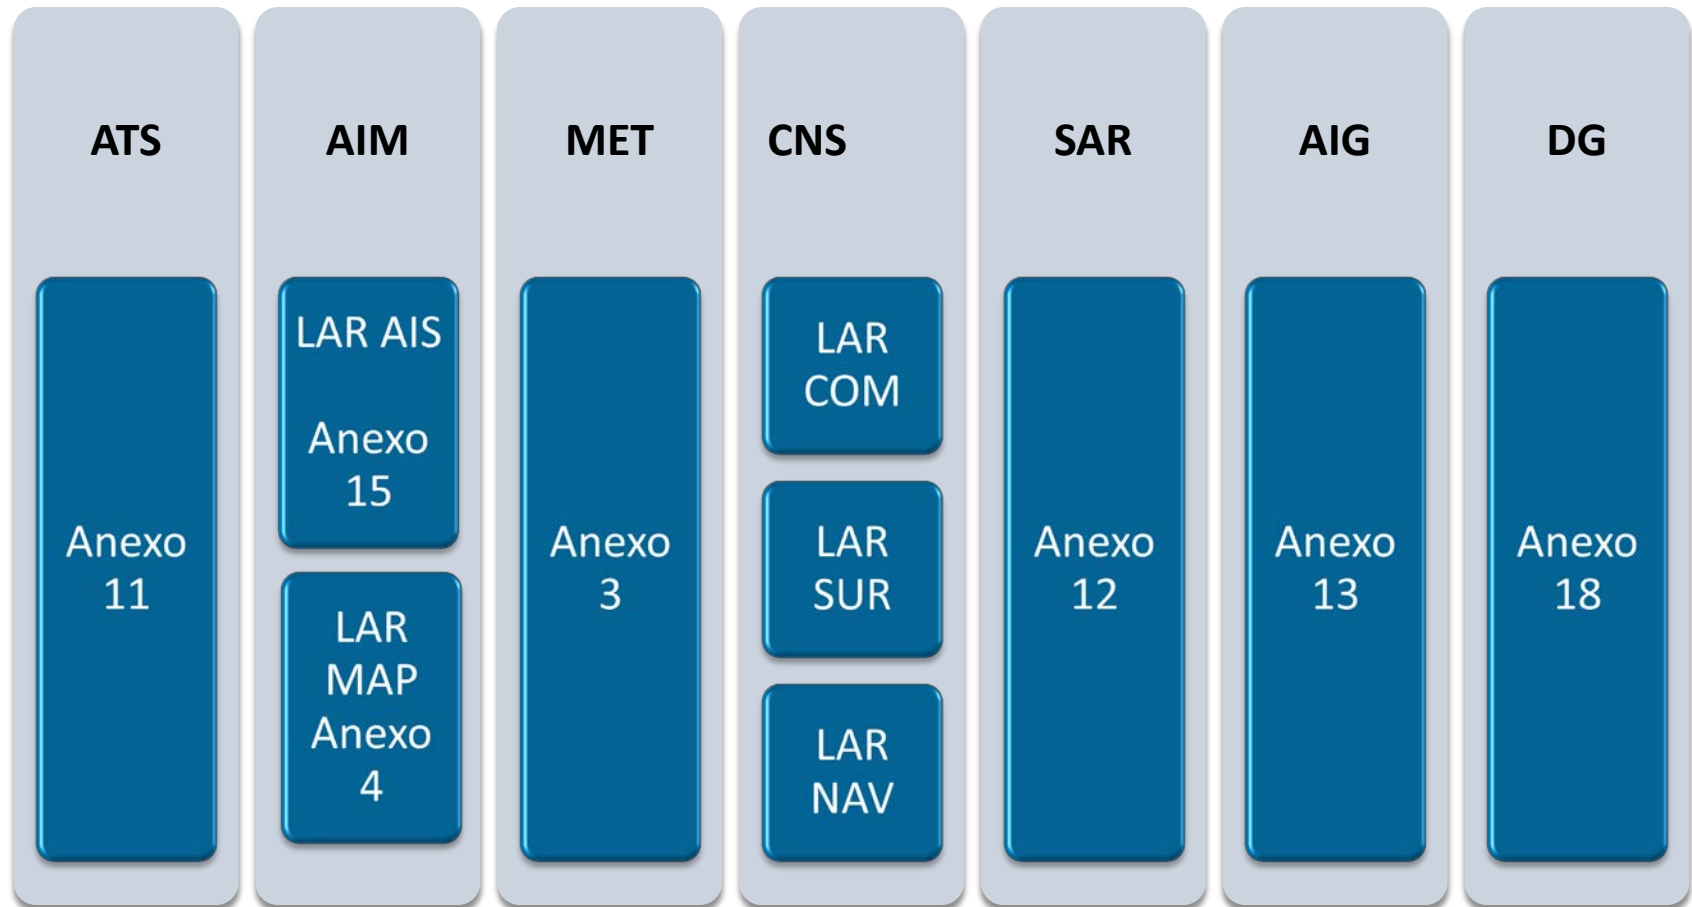 ATS
Anexo
11
AIM
LAR AIS
Anexo
15
LAR
MAP
Anexo
4
MET
Anexo
3
CNS
LAR
COM
LAR
SUR
LAR
NAV
SAR
Anexo
12
AIG
Anexo
13
DG
Anexo
18